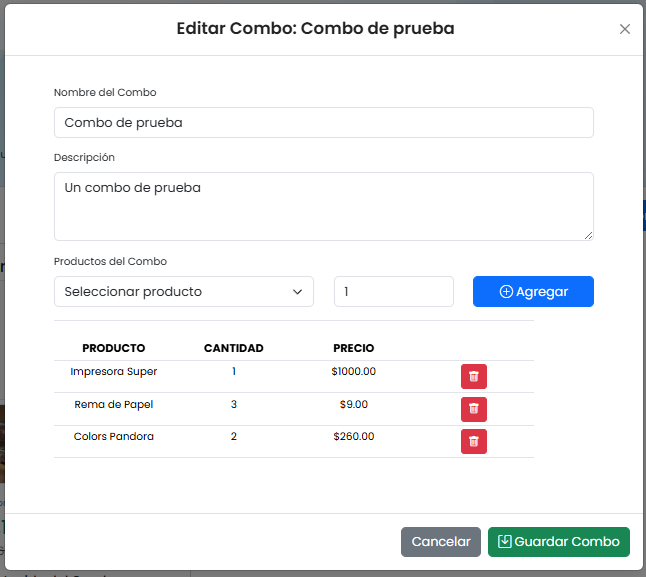 Editar Combo: Combo de prueba
Nombre del Combo
Combo de prueba
Descripción
Un combo de prueba
Productos del Combo
Seleccionar producto 1 Agregar
PRODUCTO CANTIDAD PRECIO
Impresora Super 1 $1000.00
Rema de Papel 3 $9.00
Colors Pandora 2 $260.00
Cancelar Guardar Combo